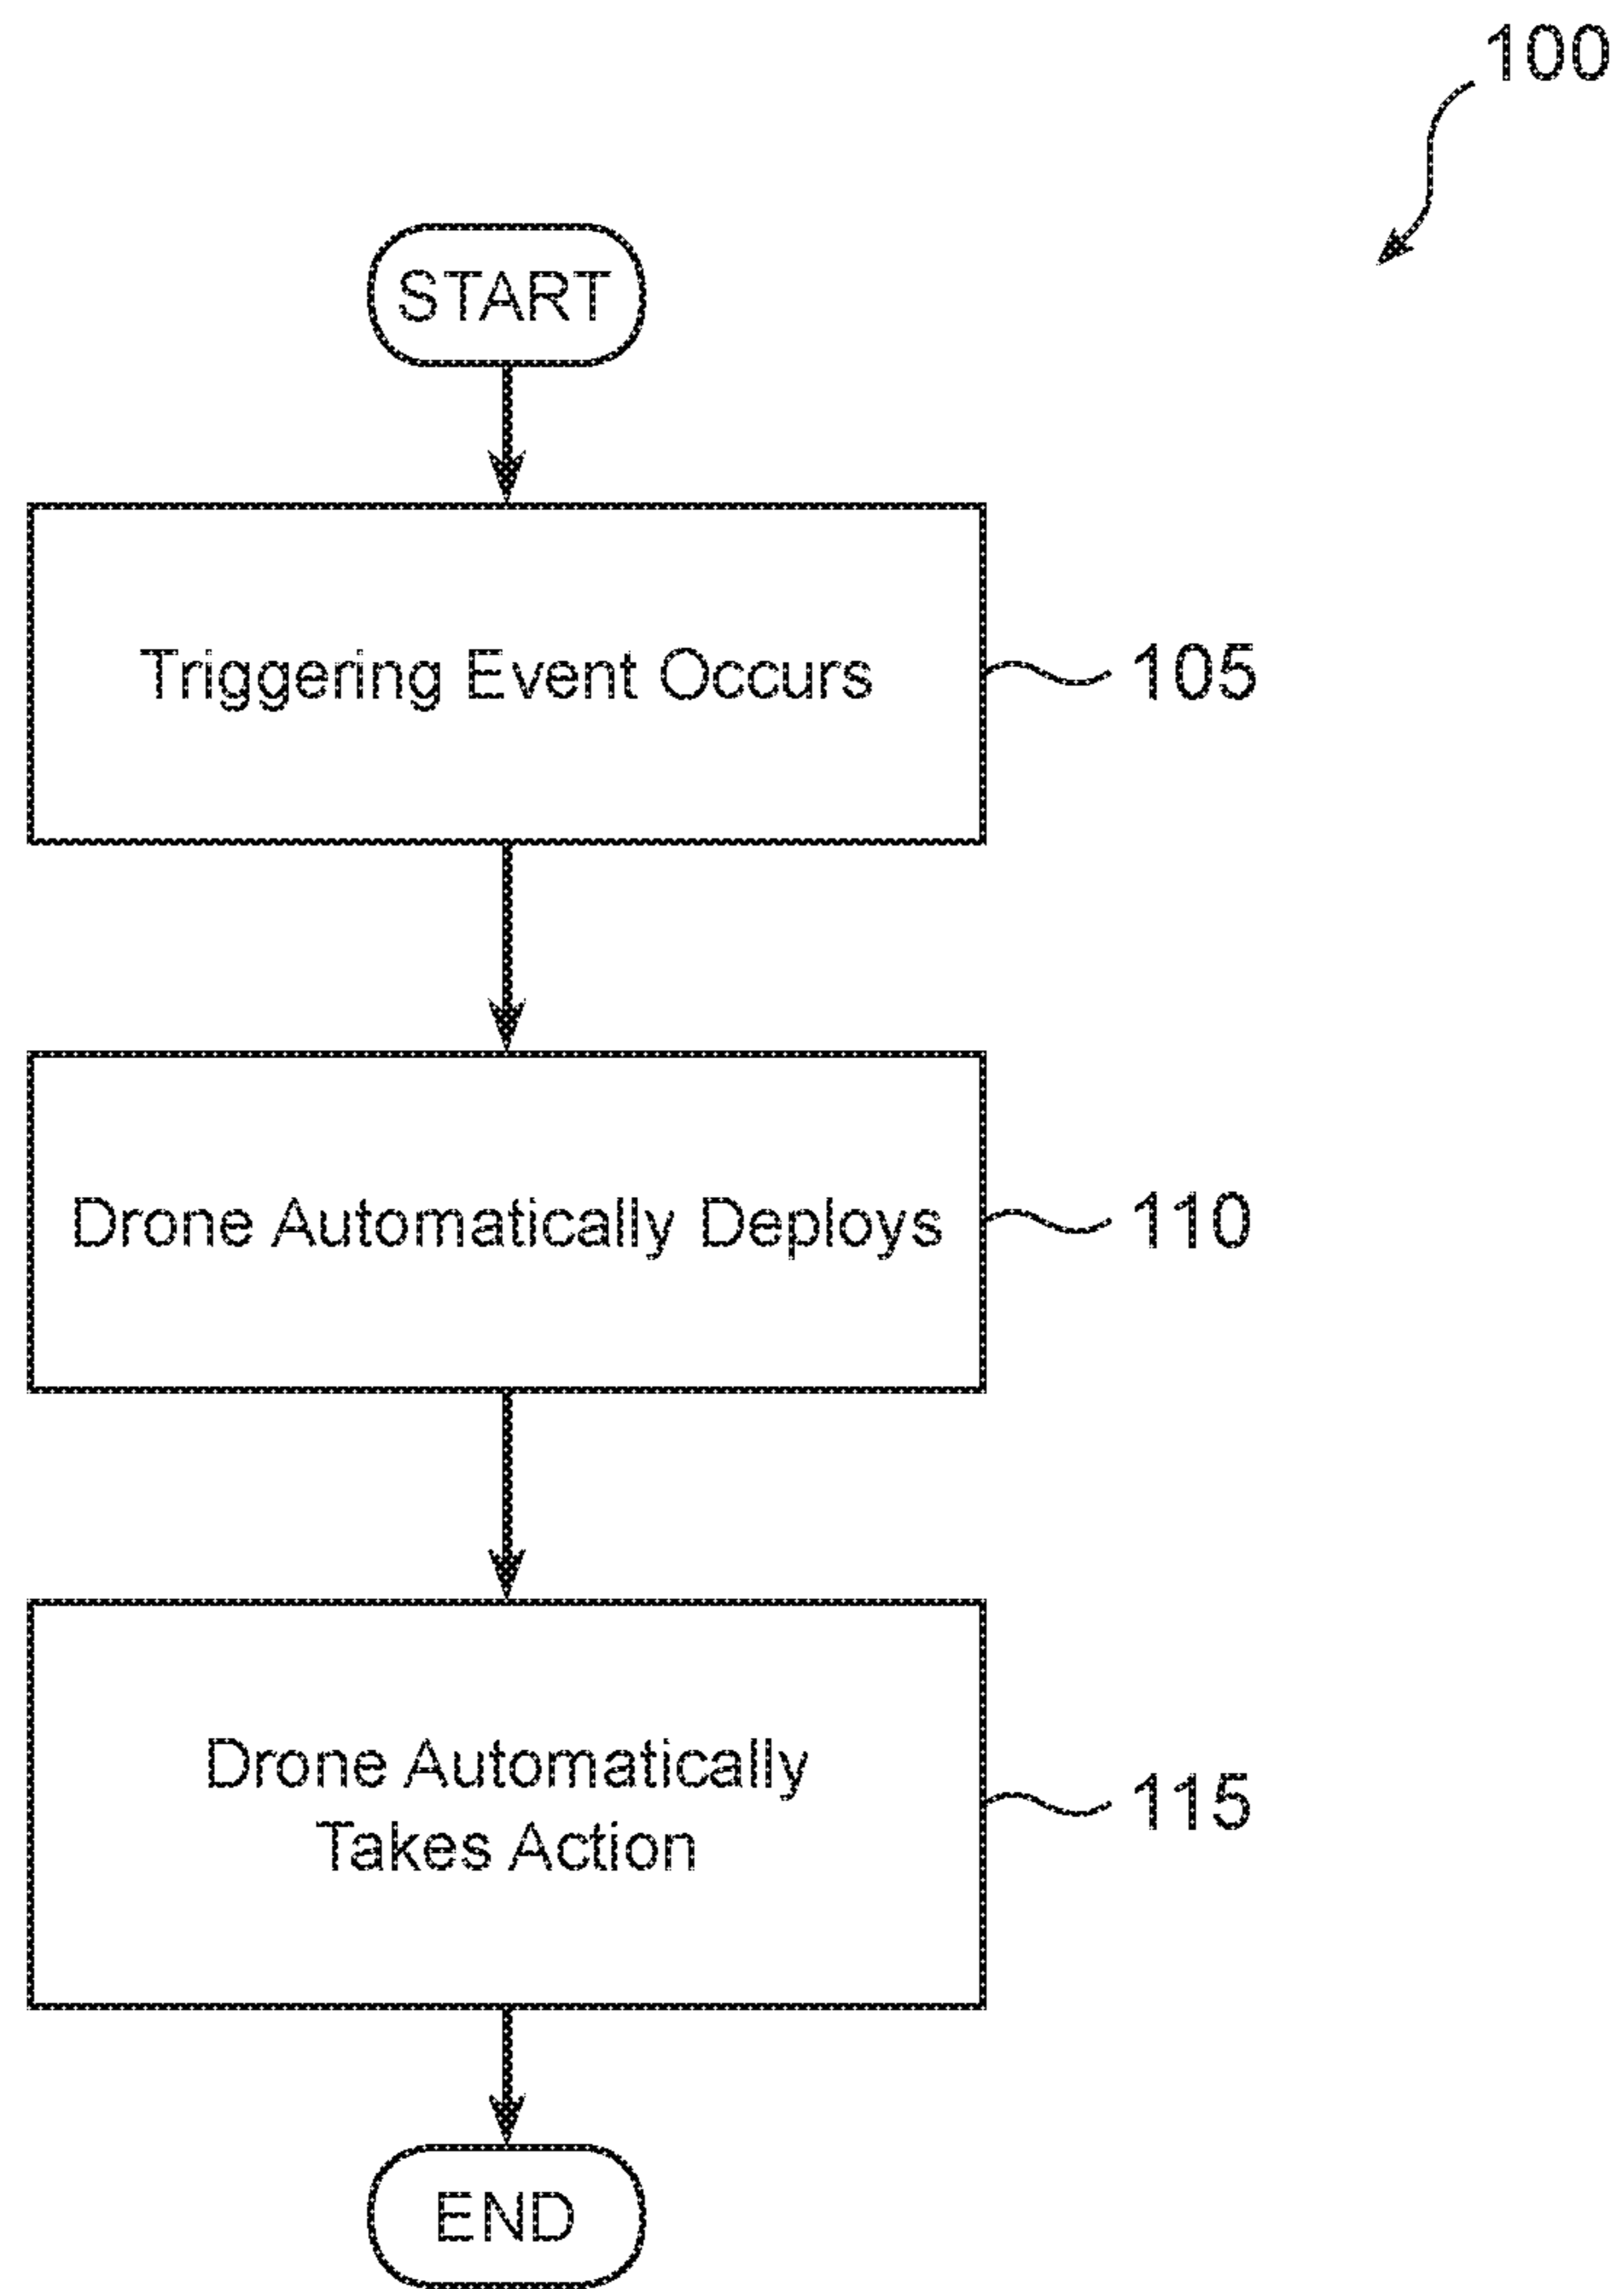 100
START
Triggering Event Occurs
105
Drone Automatically Deploys
110
Drone Automatically
Takes Action
115
END